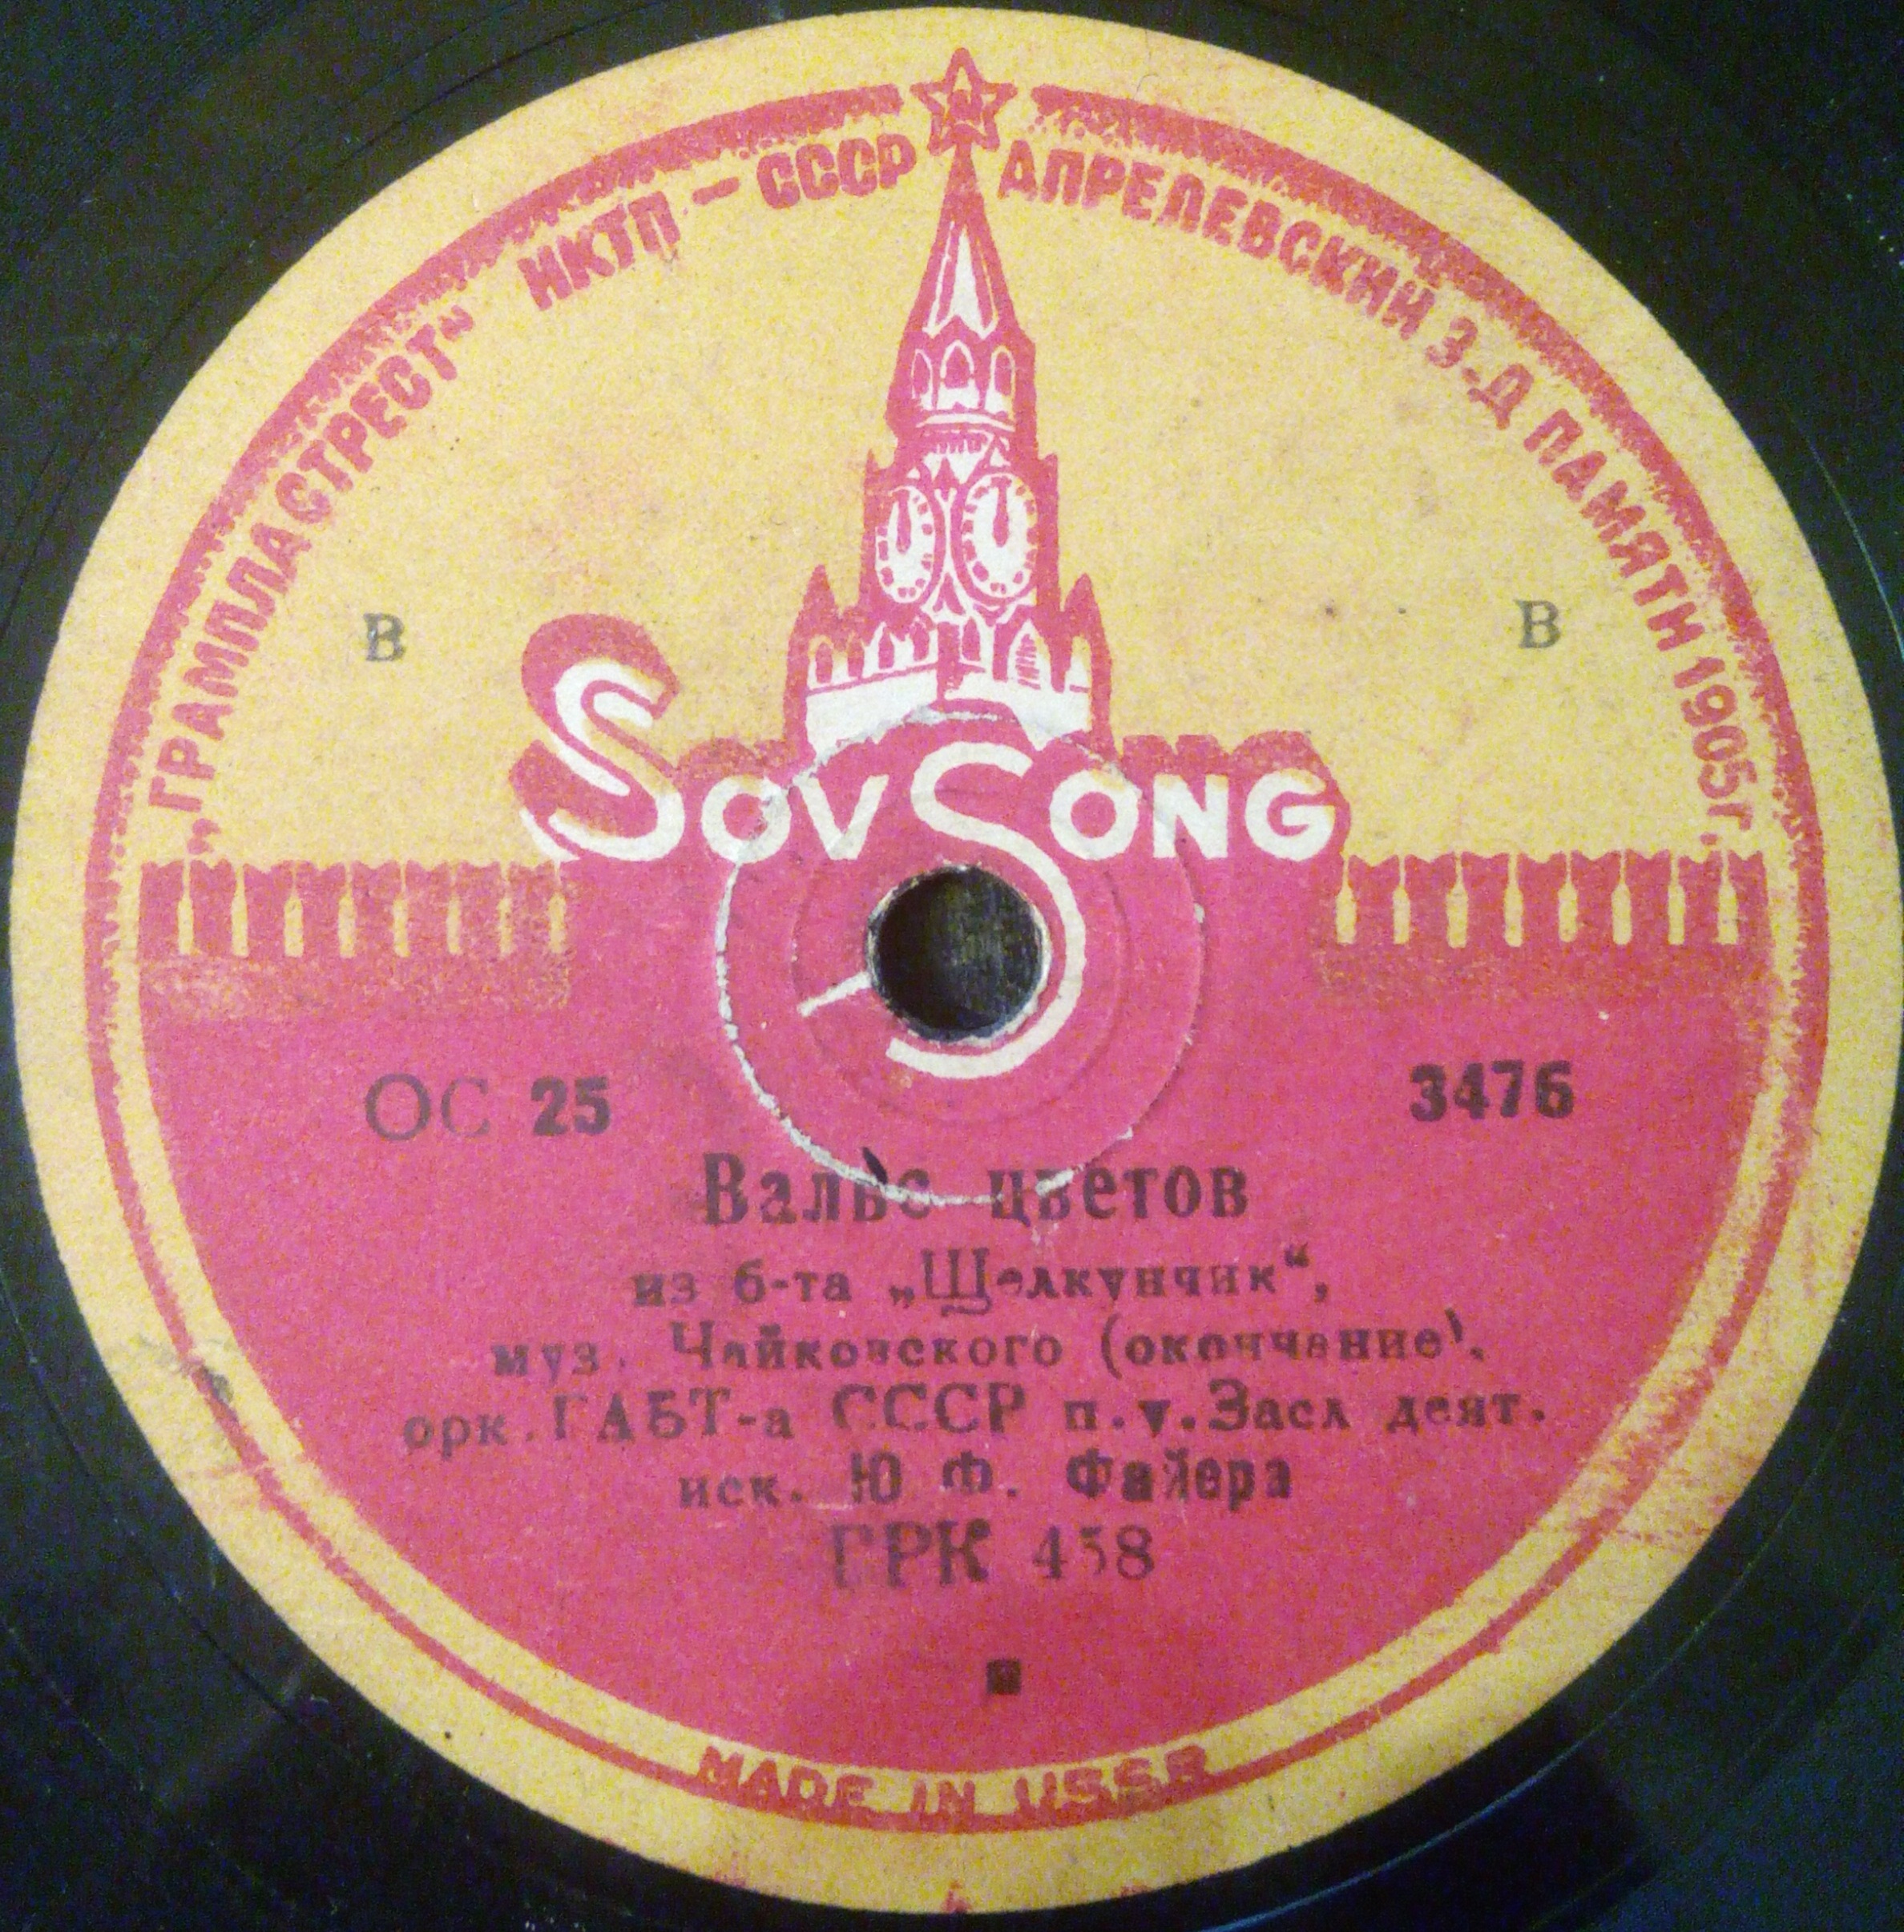 „ГРАМПЛАСТРЕСТ“ НКТП – СССР АПРЕЛЕВСКИЙ З-Д ПАМЯТИ 1905 г.
В В
SovSong
ОС 25 3476
Вальс цветов
из б-та „Щелкунчик“,
муз. Чайковского (окончание),
орк. ГАБТ-а СССР п. у. Засл деят.
иск. Ю Ф. Файера
ГРК 458
MADE IN USSR